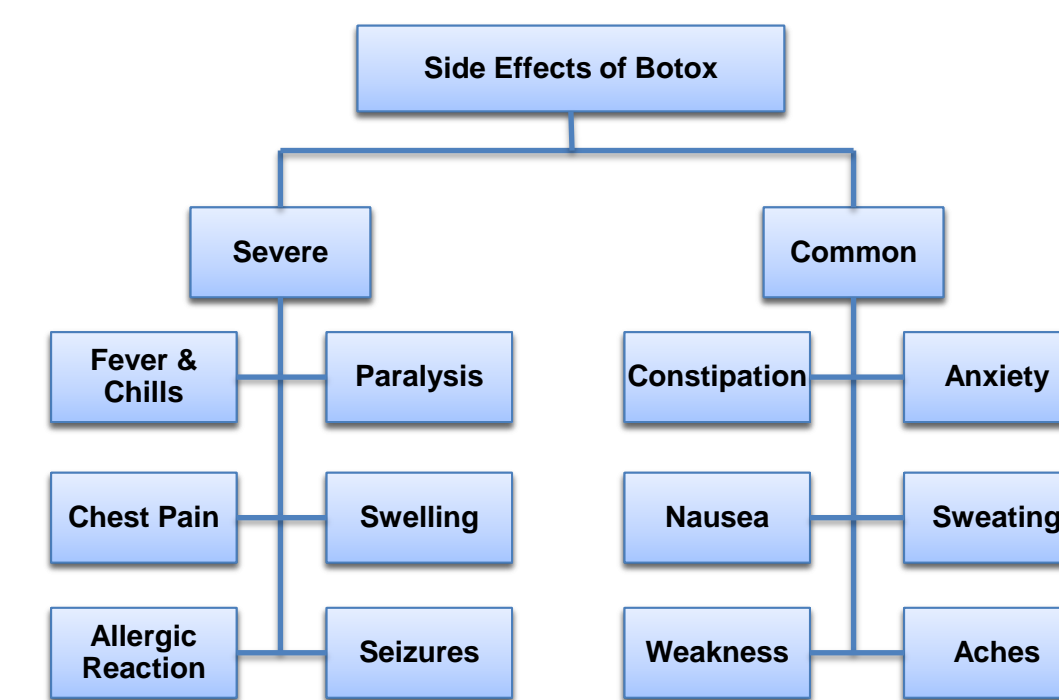 Side Effects of Botox
Severe
Common
Fever &
Chills
Paralysis
Constipation
Anxiety
Chest Pain
Swelling
Nausea
Sweating
Allergic
Reaction
Seizures
Weakness
Aches